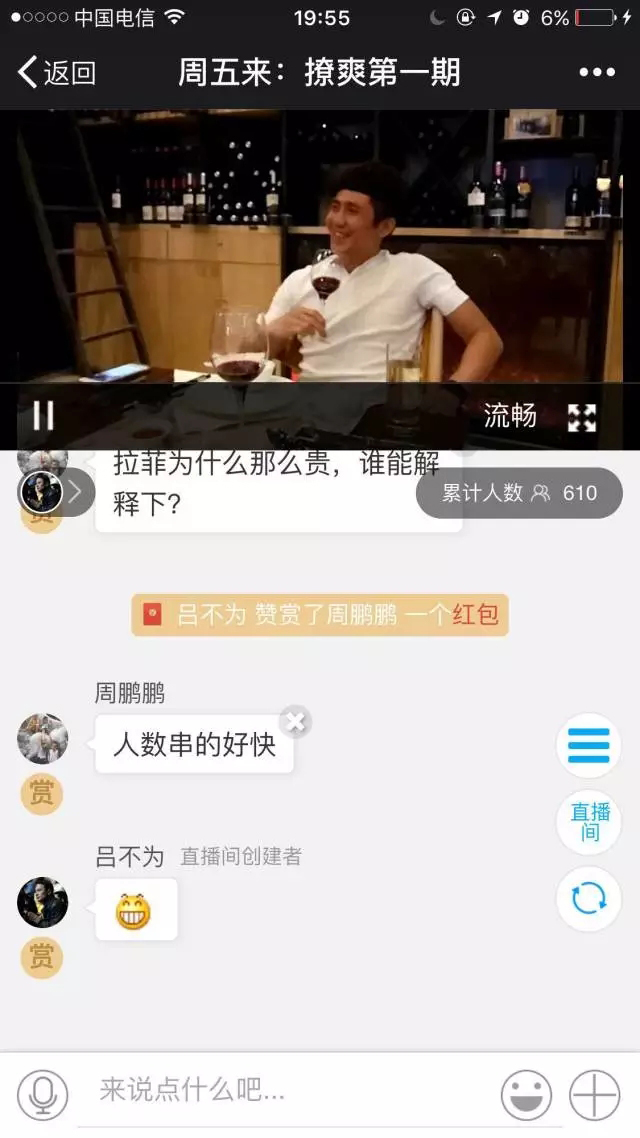 中国电信
19:55
6%
返回
周五来：撩爽第一期
流畅
拉菲为什么那么贵，谁能解
释下？
赏
累计人数 610
吕不为 赞赏了周鹏鹏 一个红包
周鹏鹏
人数串的好快
赏
直播
间
吕不为 直播间创建者
赏
来说点什么吧...